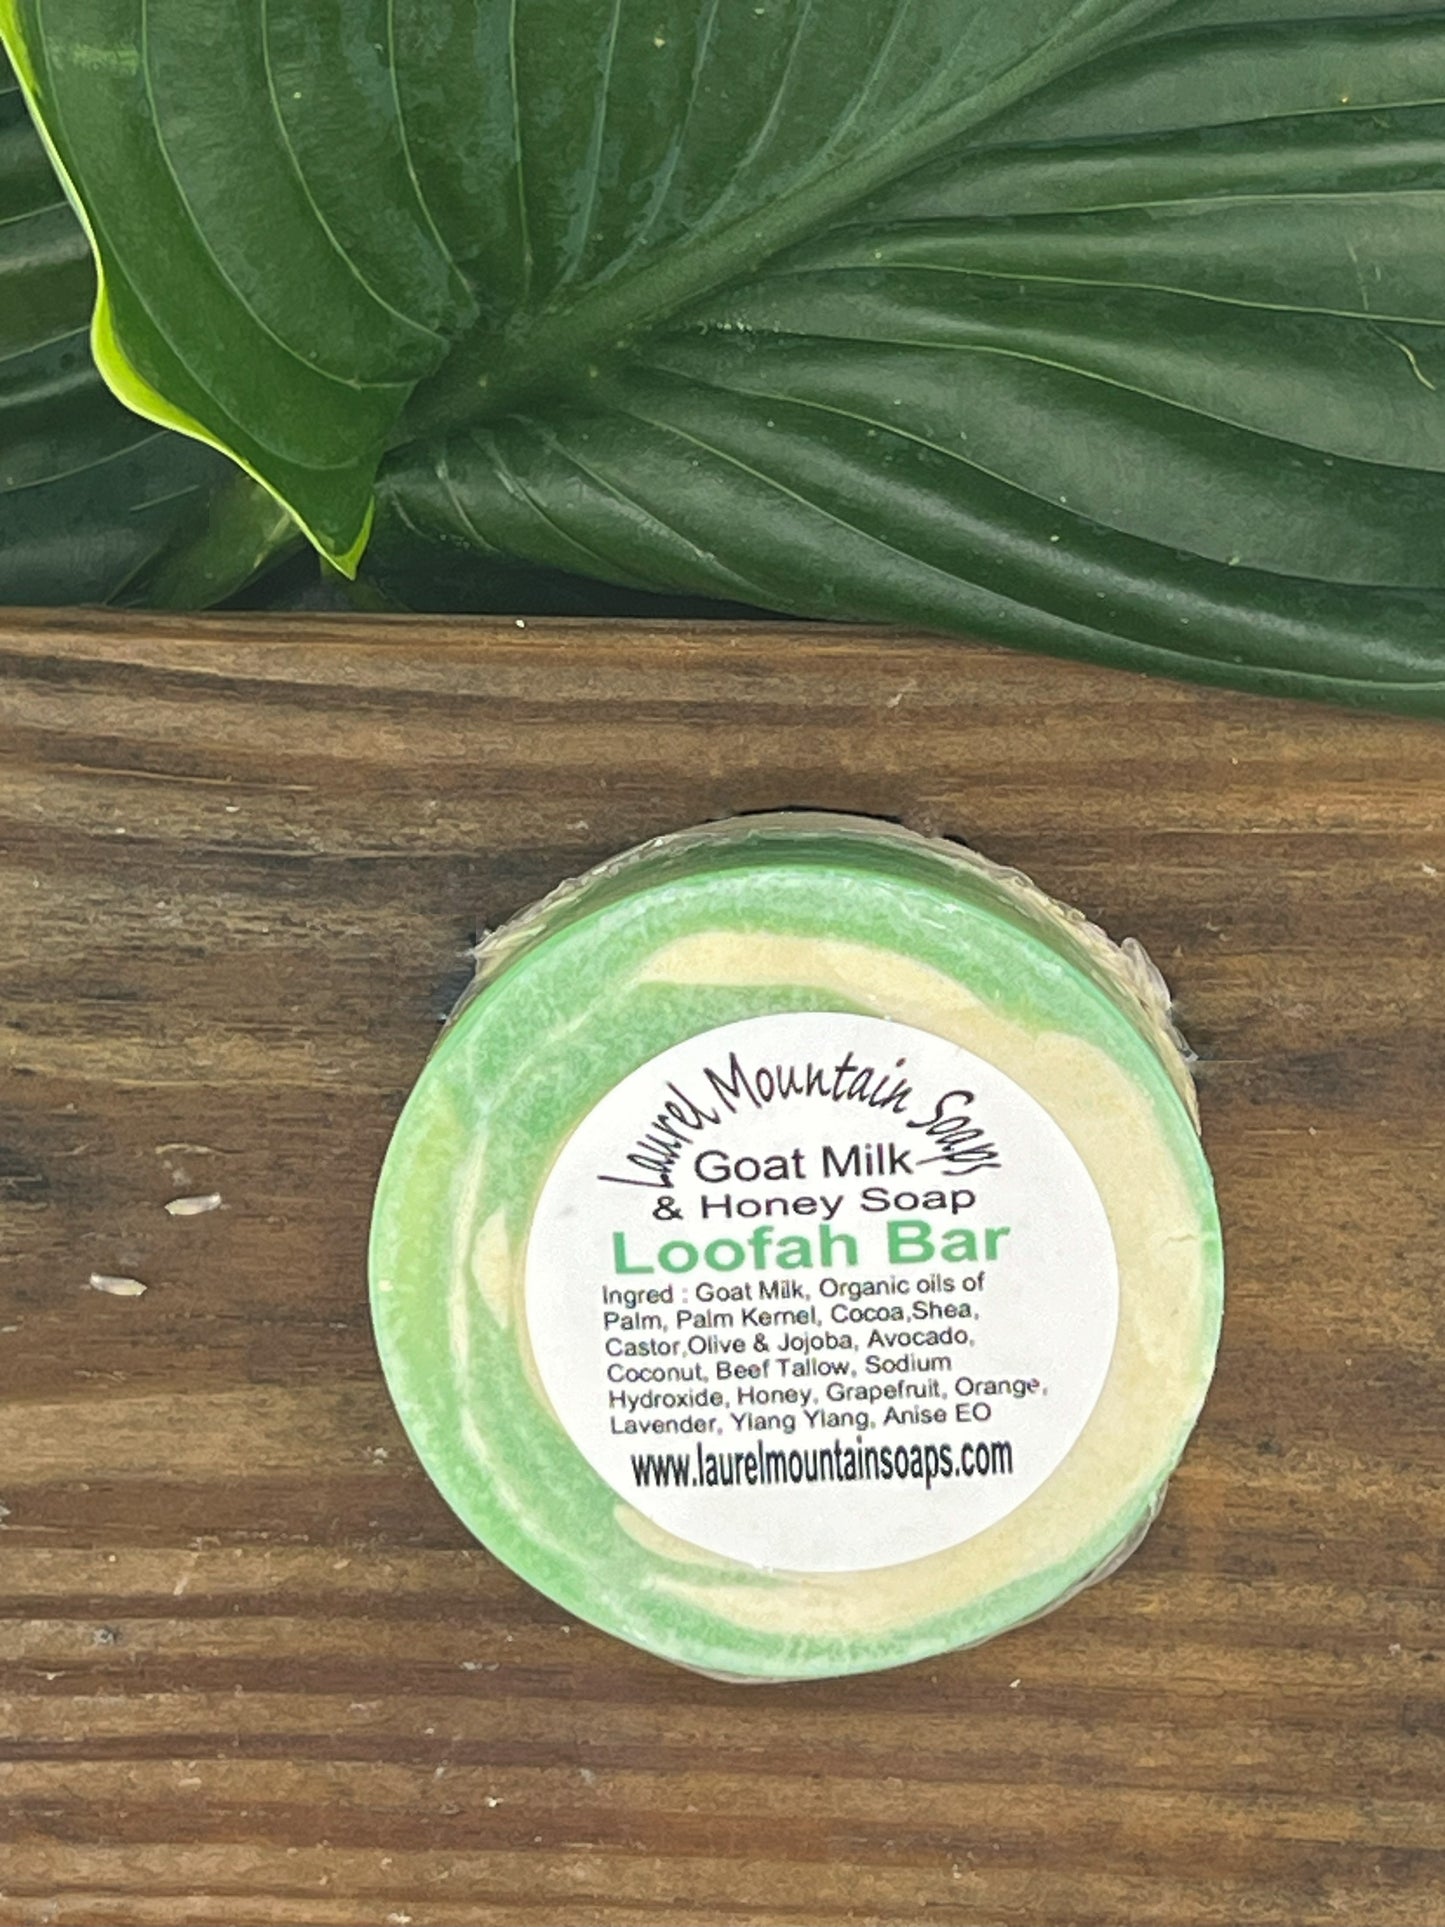 Laurel Mountain Soaps
Goat Milk
& Honey Soap
Loofah Bar
Ingred : Goat Milk, Organic oils of
Palm, Palm Kernel, Cocoa,Shea,
Castor,Olive & Jojoba, Avocado,
Coconut, Beef Tallow, Sodium
Hydroxide, Honey, Grapefruit, Orange,
Lavender, Ylang Ylang, Anise EO
www.laurelmountainsoaps.com